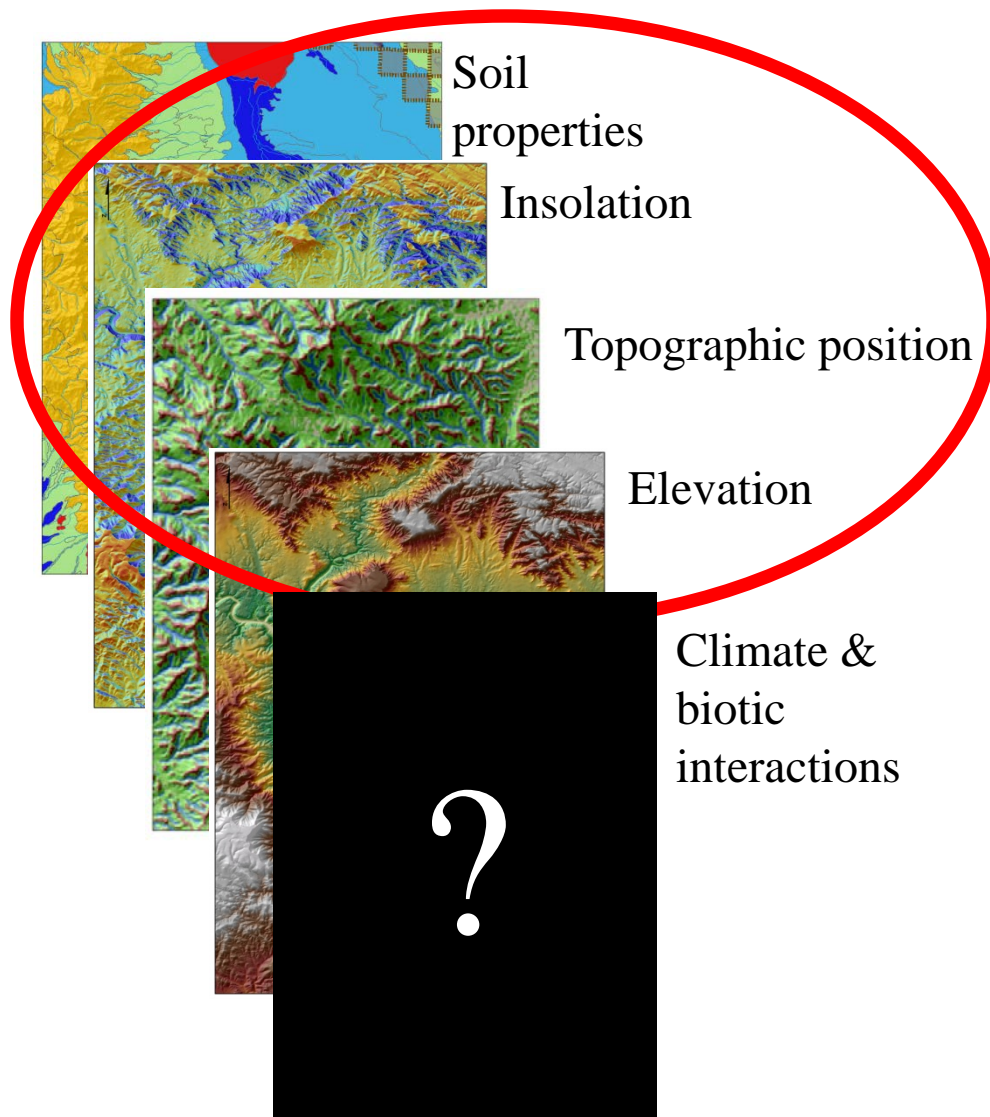 Soil
properties
Insolation
Topographic position
Elevation
Climate &
biotic
interactions
?